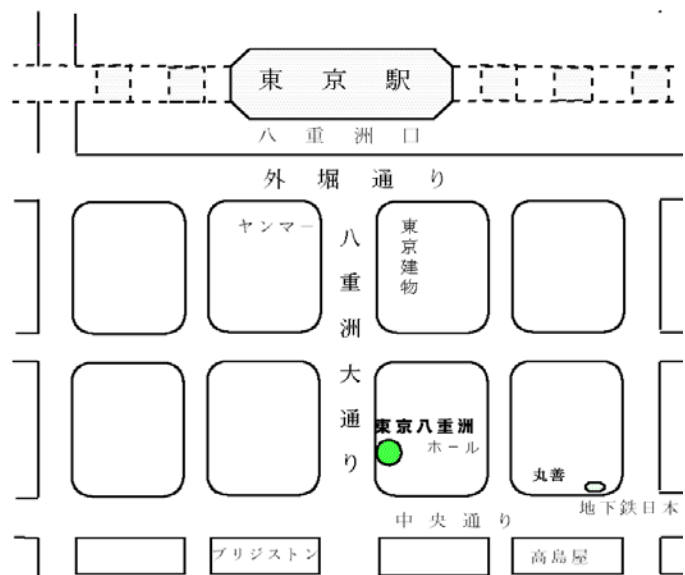 東京駅
八重洲口
外堀通り
ヤンマー
八重洲大通り
東京建物
東京八重洲
ホール
丸善
地下鉄日本
中央通り
ブリジストン
高島屋